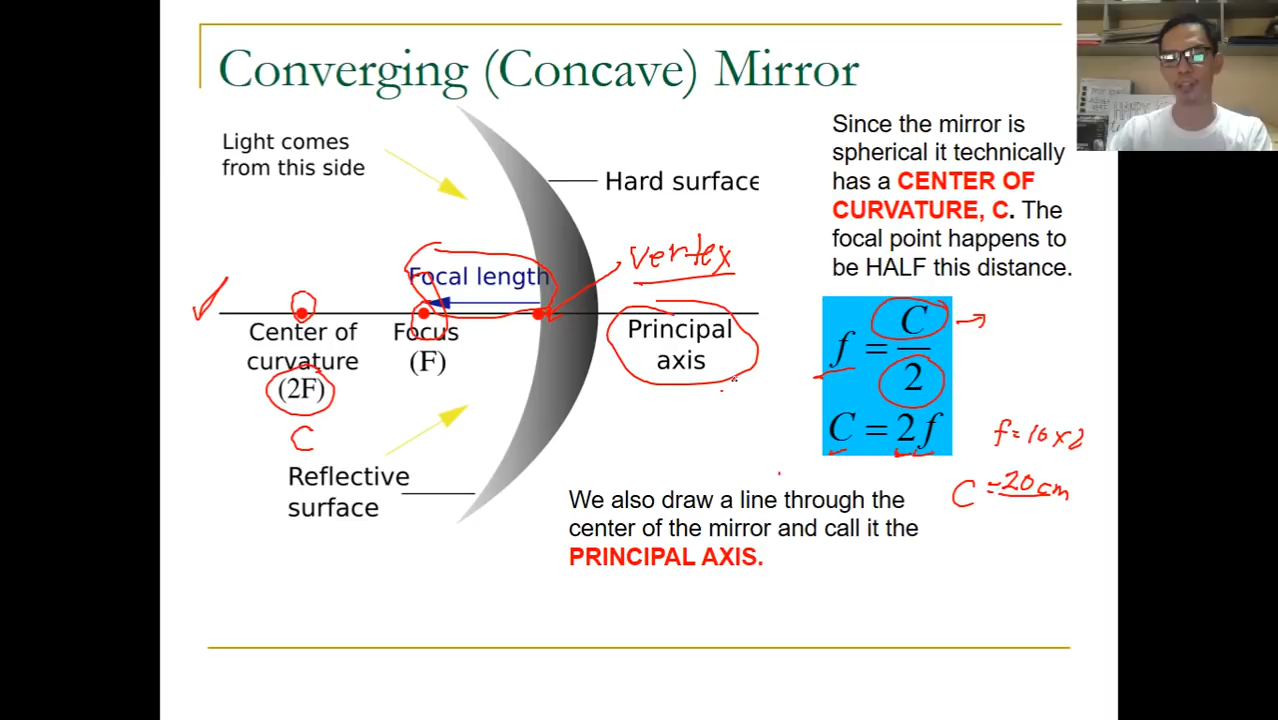 Converging (Concave) Mirror
Light comes
from this side
Hard surface
vertex
Focal length
Center of
curvature
(2F)
C
Focus
(F)
Principal
axis
Reflective
surface
Since the mirror is
spherical it technically
has a CENTER OF
CURVATURE, C. The
focal point happens to
be HALF this distance.
f = C/2
C = 2f
f = 10 x 2
C = 20 cm
We also draw a line through the
center of the mirror and call it the
PRINCIPAL AXIS.